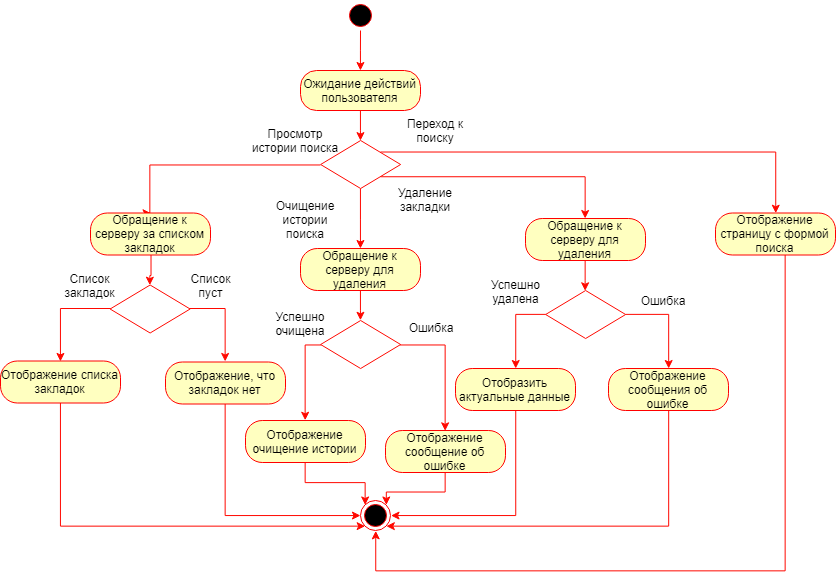 Ожидание действий
пользователя
Просмотр
истории поиска
Переход к
поиску
Очищение
истории
поиска
Удаление
закладки
Обращение к
серверу за списком
закладок
Обращение к
серверу для
удаления
Обращение к
серверу для
удаления
Отображение
страницу с формой
поиска
Список
закладок
Список
пуст
Успешно
очищена
Ошибка
Успешно
удалена
Ошибка
Отображение списка
закладок
Отображение, что
закладок нет
Отображение
очищение истории
Отображение
сообщение об
ошибке
Отобразить
актуальные данные
Отображение
сообщения об
ошибке